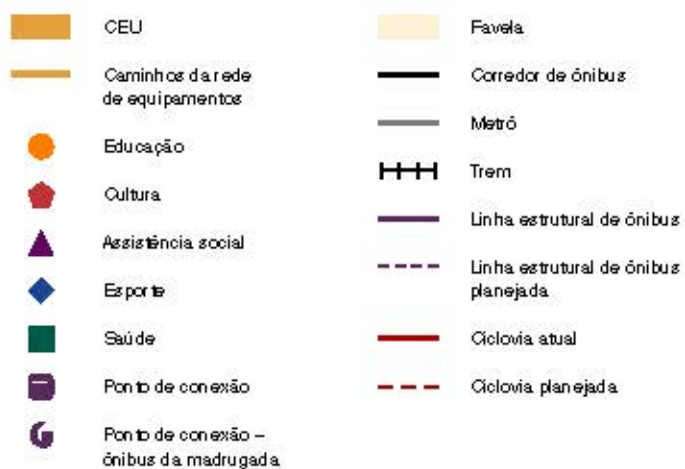 CEU
Caminhos da rede
de equipamentos
Educação
Cultura
Assistência social
Esporte
Saúde
Ponto de conexão
Ponto de conexão –
ônibus da madrugada
Favela
Corredor de ônibus
Metrô
Trem
Linha estrutural de ônibus
Linha estrutural de ônibus
planejada
Ciclovia atual
Ciclovia planejada